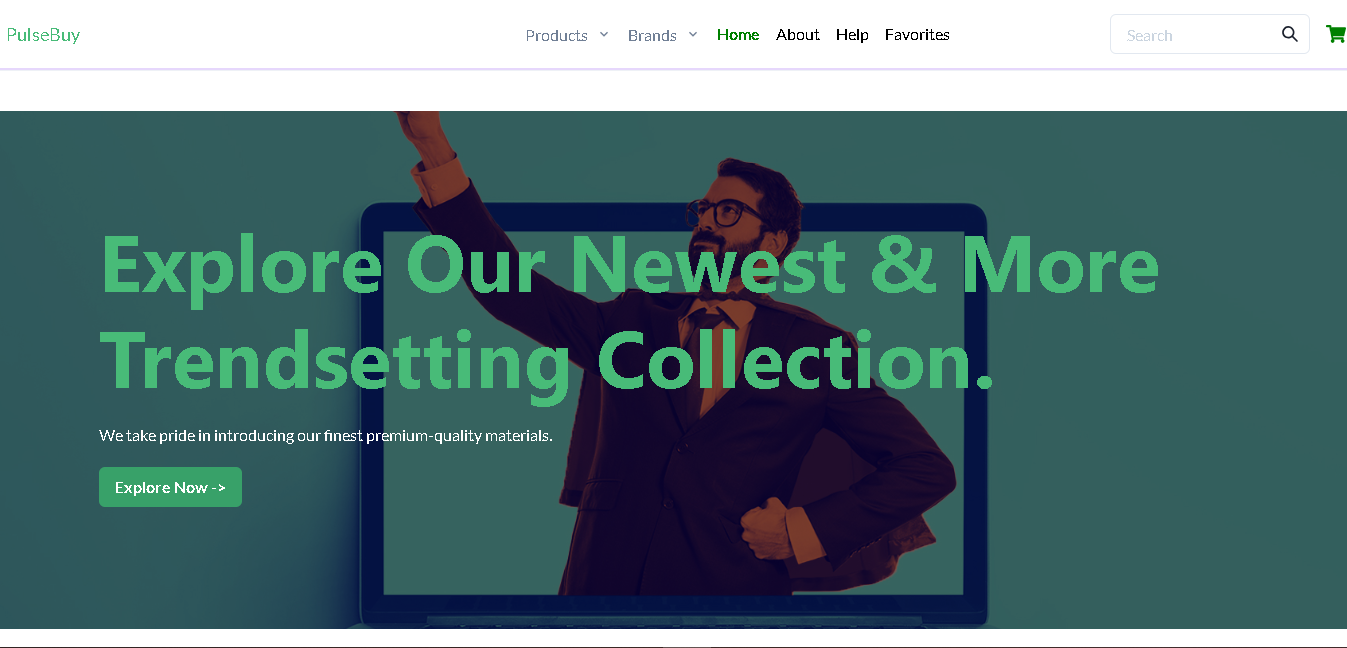 PulseBuy
Products Brands Home About Help Favorites
Search
Explore Our Newest & More
Trendsetting Collection.
We take pride in introducing our finest premium-quality materials.
Explore Now ->